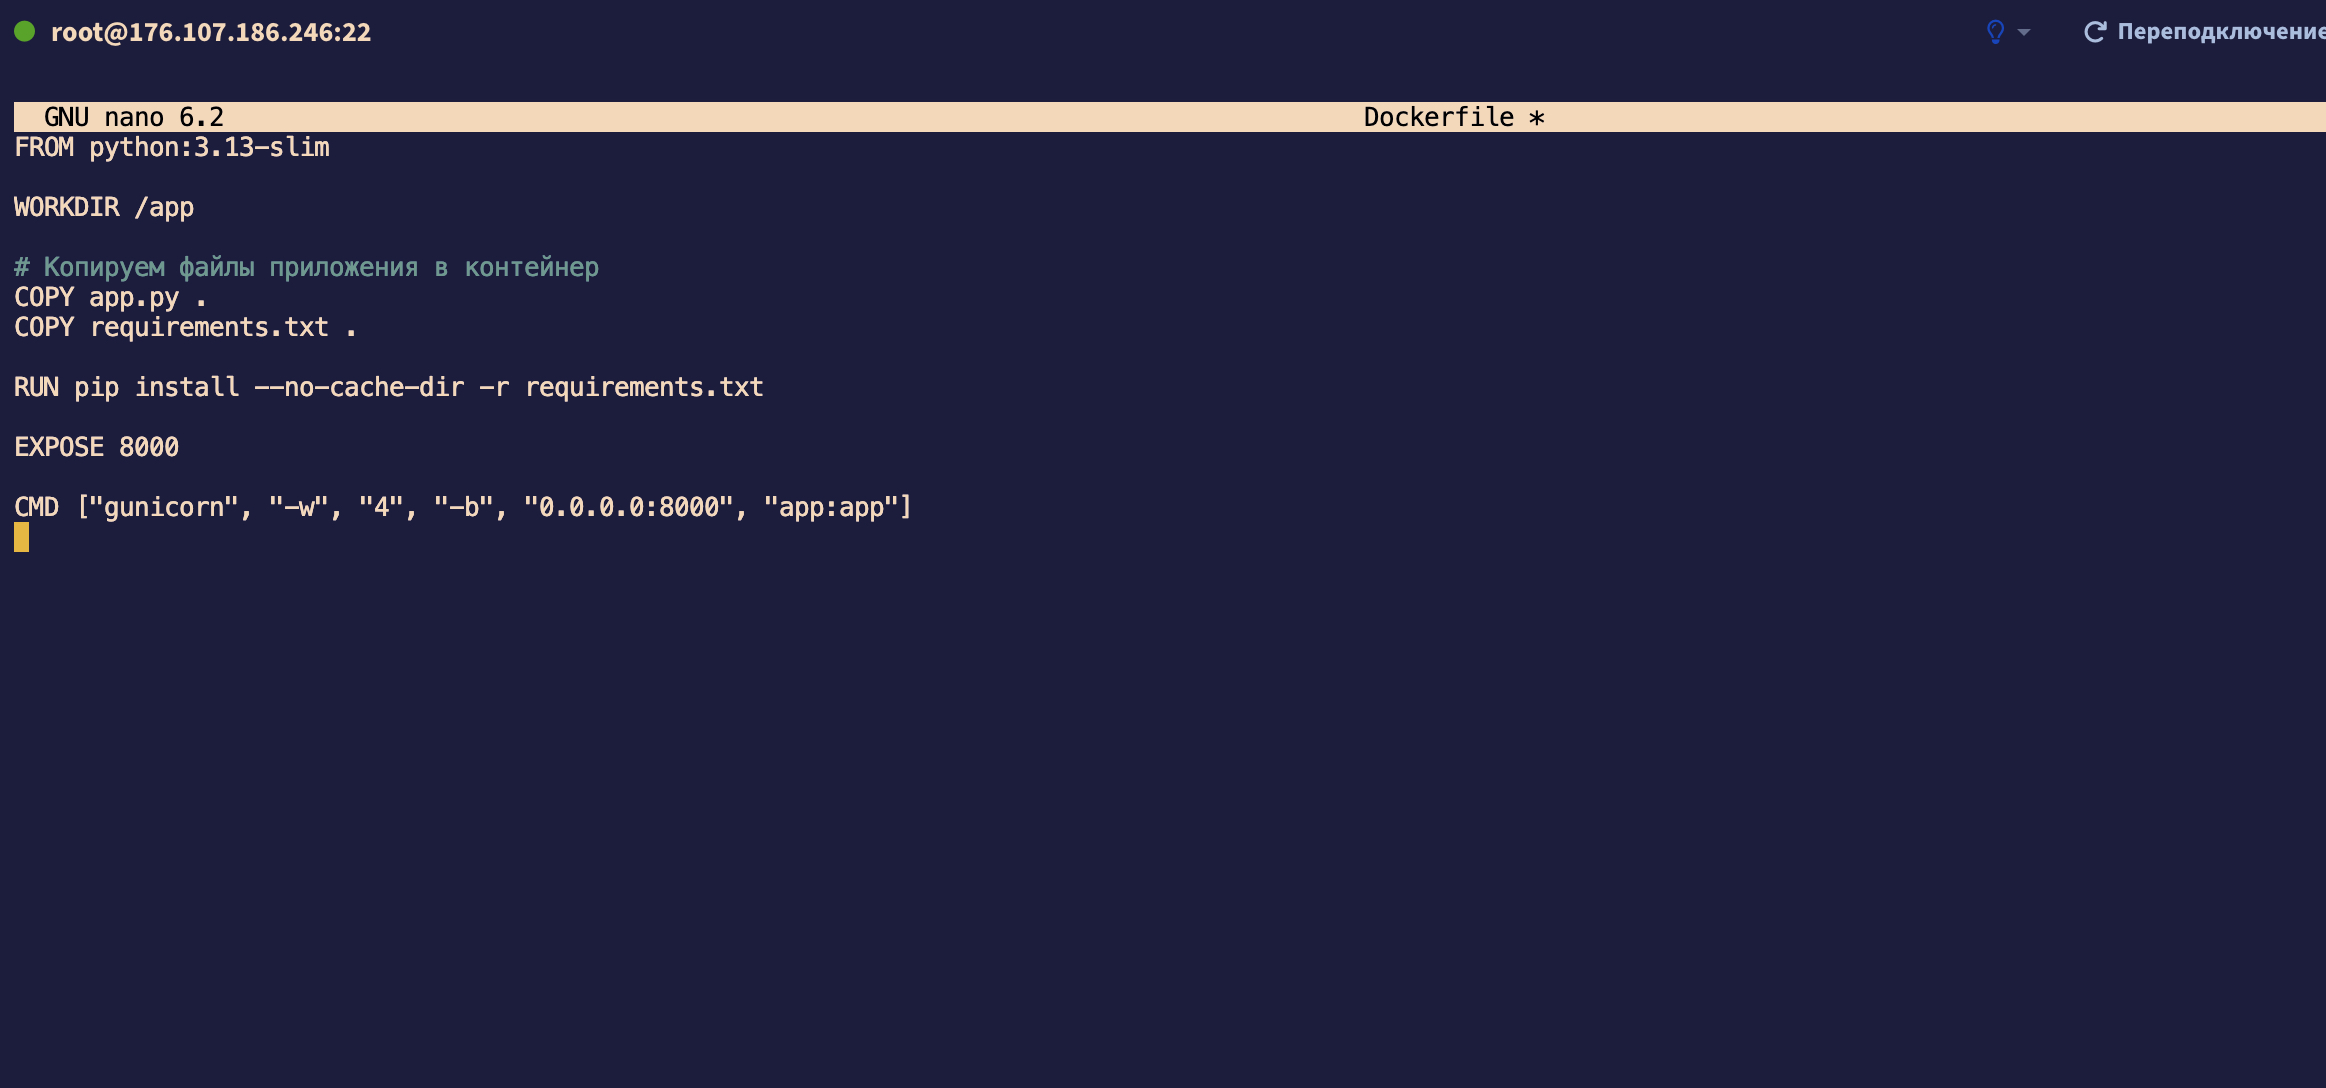 root@176.107.186.246:22
Переподключение
GNU nano 6.2 Dockerfile *
FROM python:3.13-slim
WORKDIR /app
# Копируем файлы приложения в контейнер
COPY app.py .
COPY requirements.txt .
RUN pip install --no-cache-dir -r requirements.txt
EXPOSE 8000
CMD ["gunicorn", "-w", "4", "-b", "0.0.0.0:8000", "app:app"]